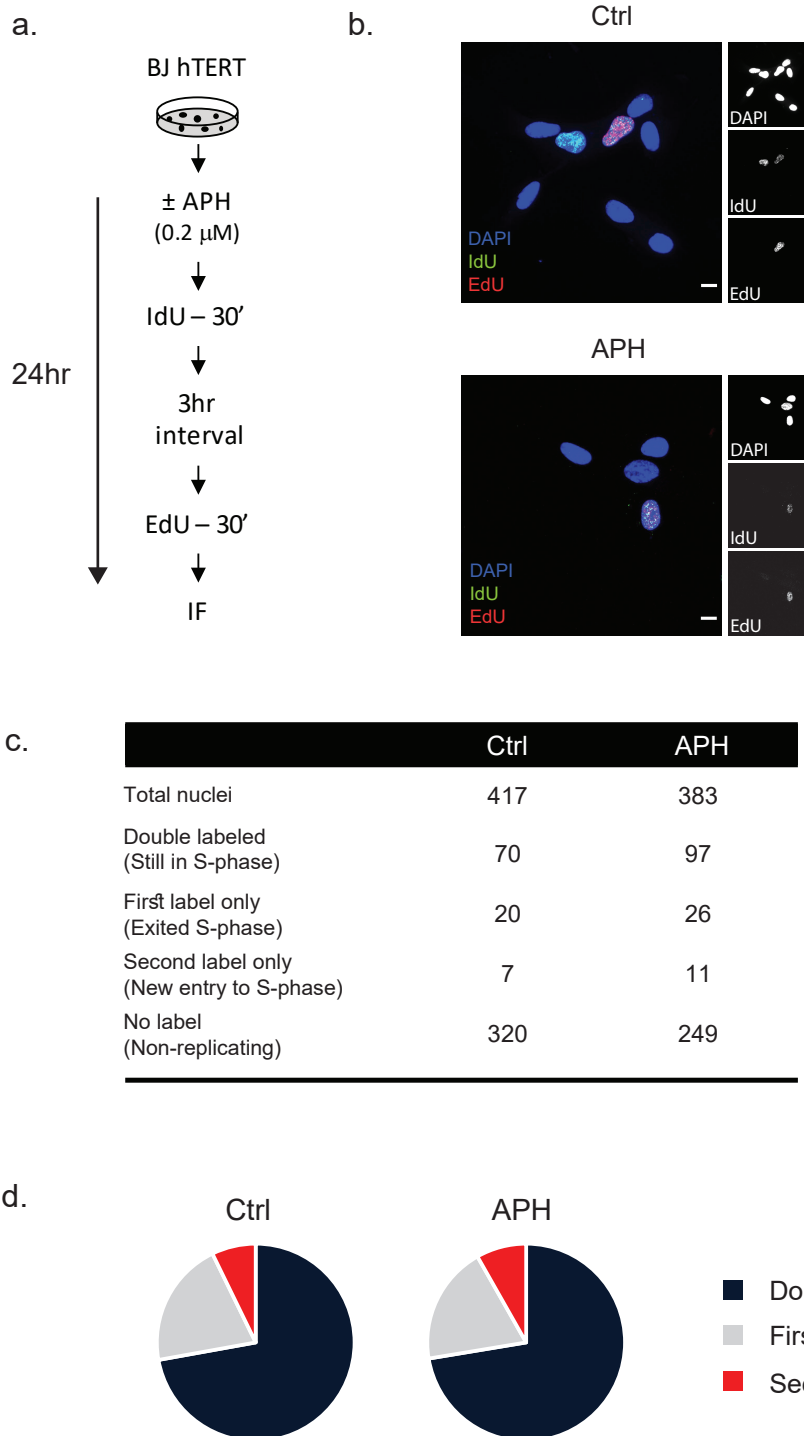 a.
BJ hTERT
± APH
(0.2 μM)
IdU – 30′
24hr
3hr
interval
EdU – 30′
IF
b.
Ctrl
DAPI
IdU
EdU
DAPI
IdU
EdU
APH
DAPI
IdU
EdU
DAPI
IdU
EdU
c.
Ctrl APH
Total nuclei 417 383
Double labeled
(Still in S-phase) 70 97
First label only
(Exited S-phase) 20 26
Second label only
(New entry to S-phase) 7 11
No label
(Non-replicating) 320 249
d.
Ctrl
APH
Do
Firs
Sec